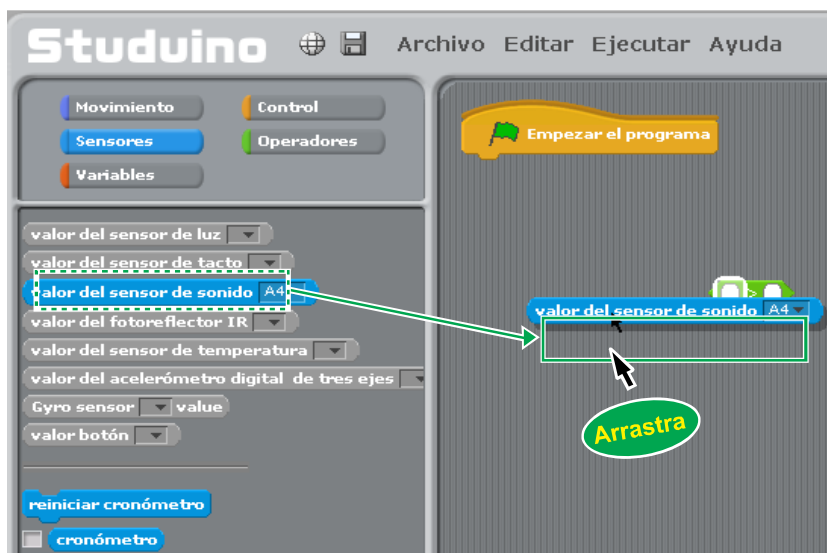 Studuino Archivo Editar Ejecutar Ayuda
Movimiento Control
Sensores Operadores
Variables
valor del sensor de luz
valor del sensor de tacto
valor del sensor de sonido A4
valor del fotoreflector IR
valor del sensor de temperatura
valor del acelerómetro digital de tres ejes
Gyro sensor value
valor botón
reiniciar cronómetro
cronómetro
Empezar el programa
>
valor del sensor de sonido A4
Arrastra